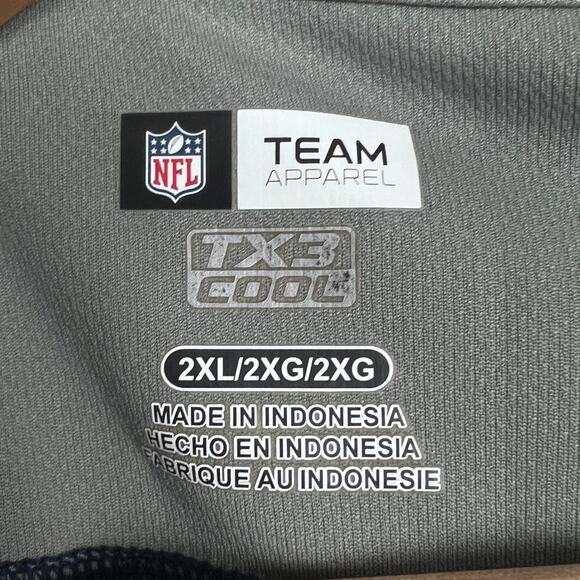 NFL
TEAM
APPAREL
TX3
COOL
2XL/2XG/2XG
MADE IN INDONESIA
HECHO EN INDONESIA
FABRIQUE AU INDONESIE